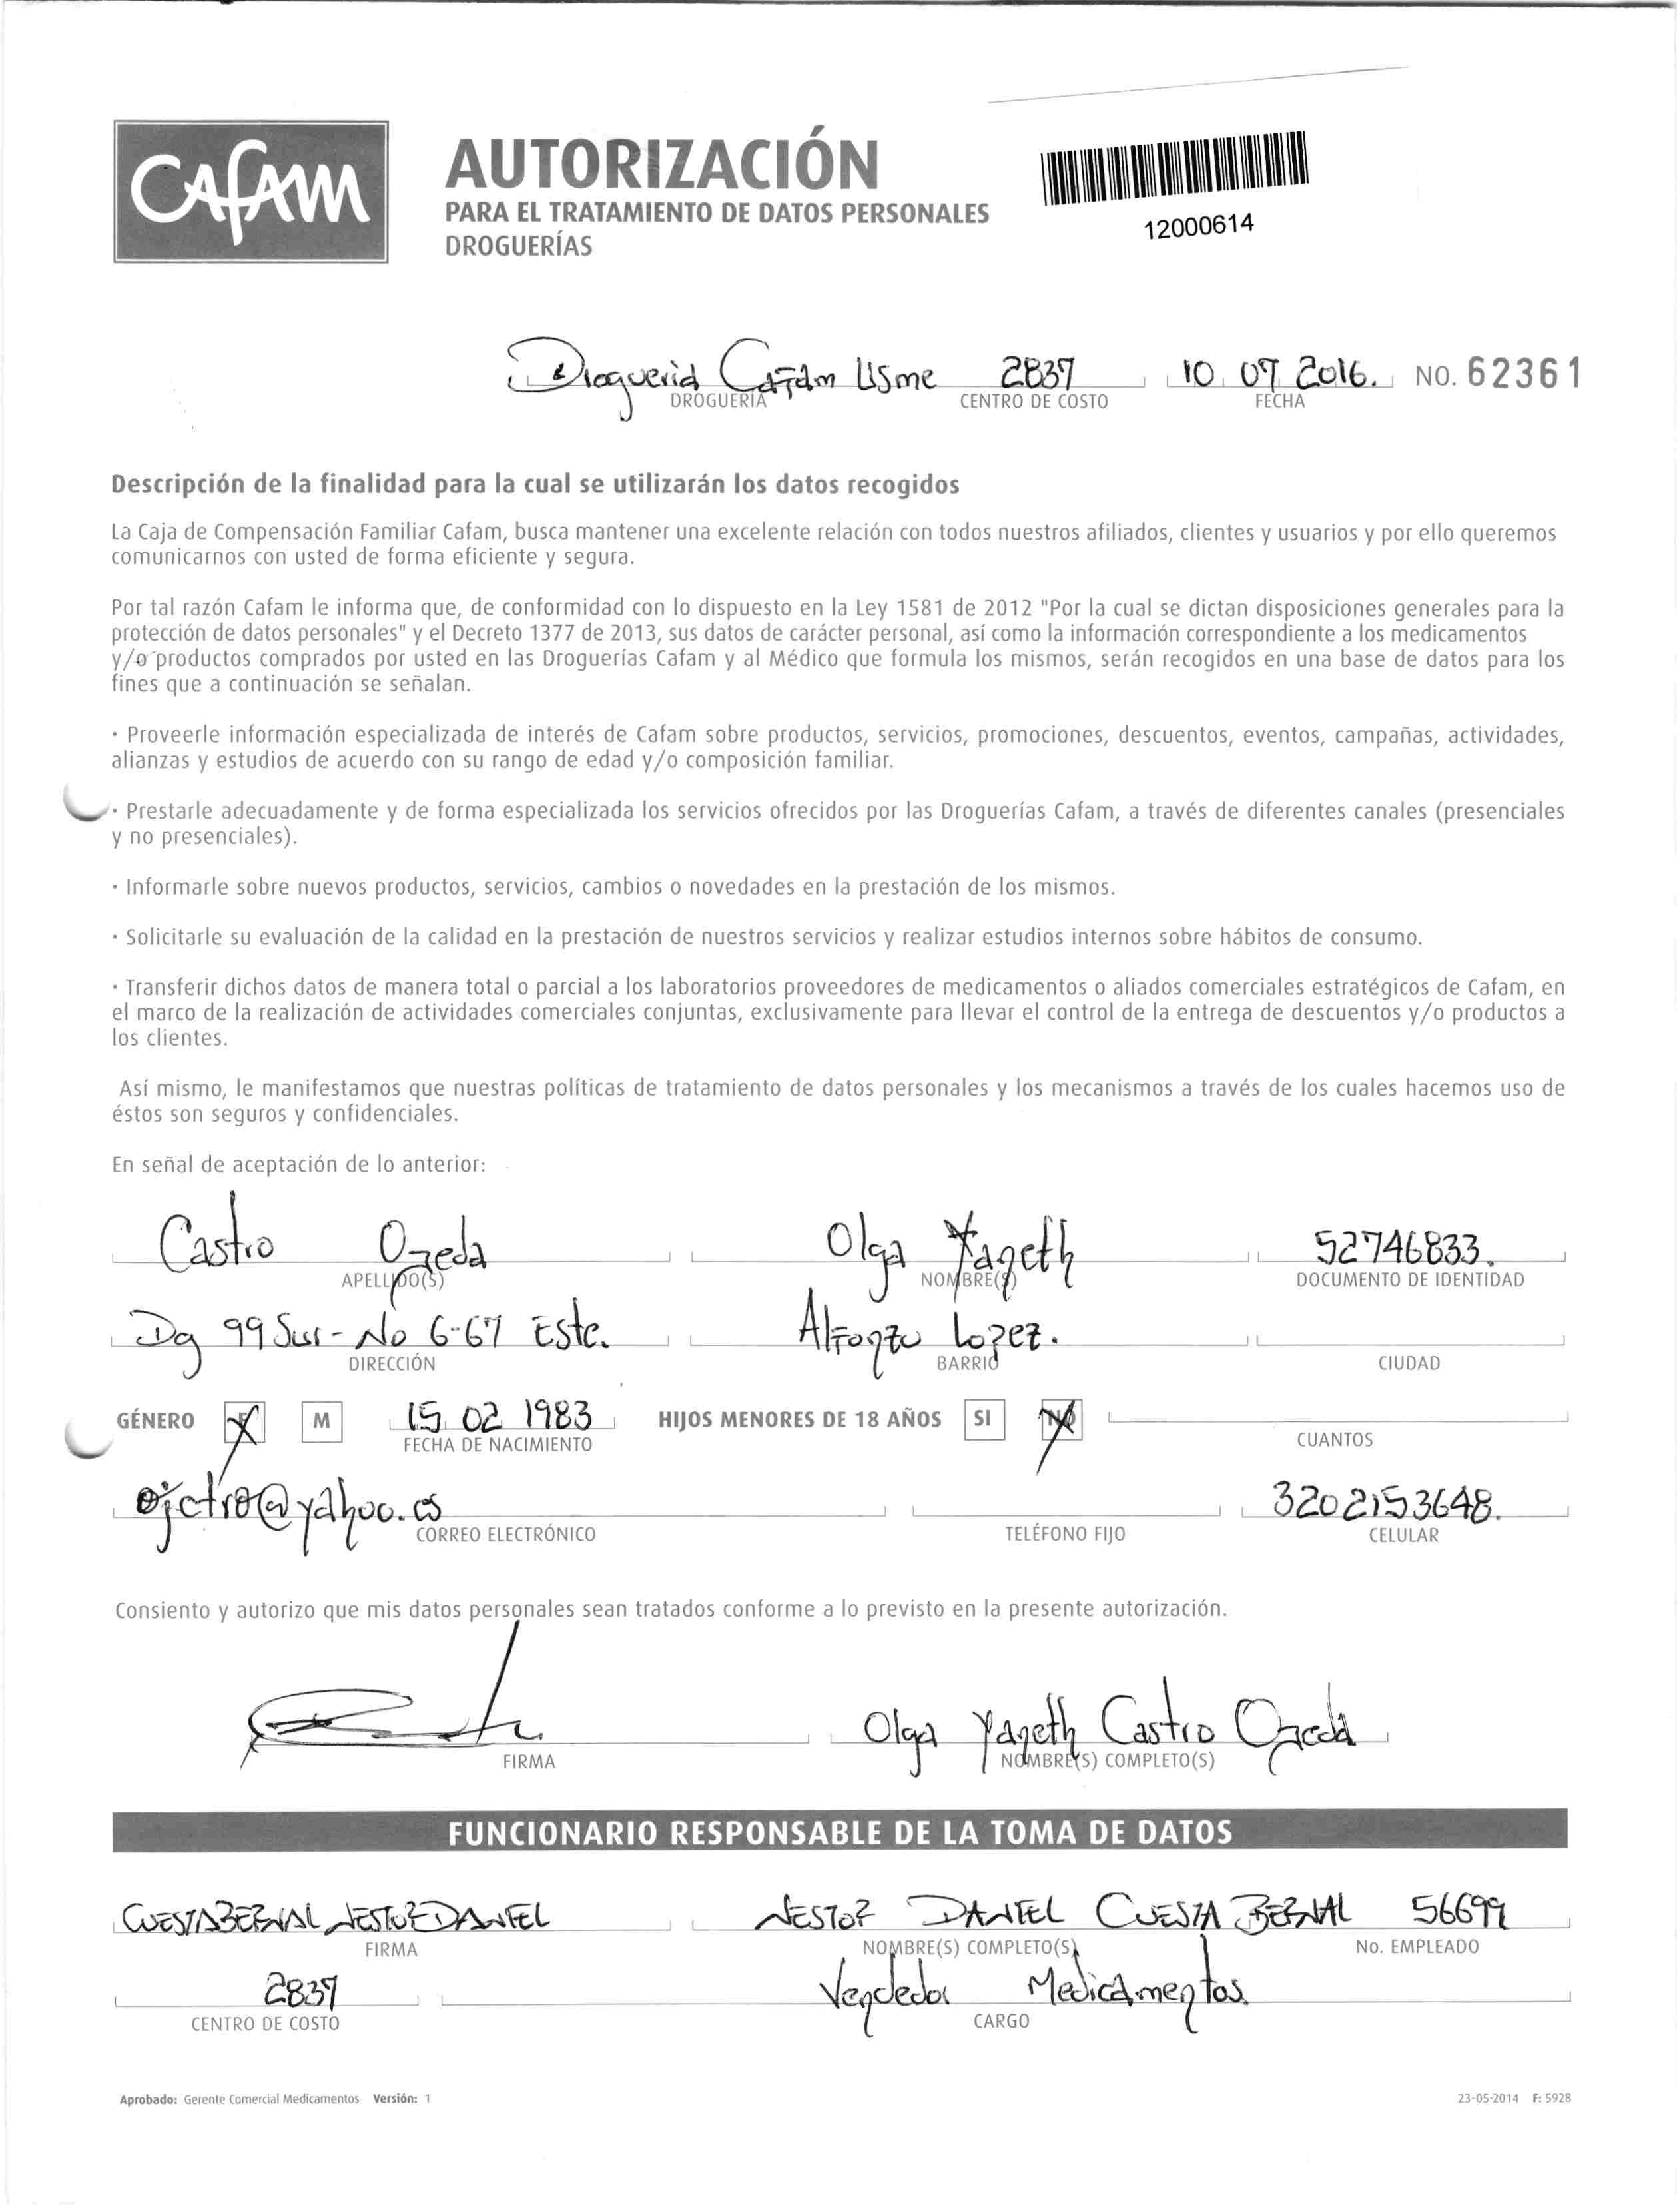 CAFAM
AUTORIZACIÓN
PARA EL TRATAMIENTO DE DATOS PERSONALES
DROGUERÍAS
12000614
Drogueria Cafam Usme 2837 10 07 2016. NO. 62361
DROGUERÍA CENTRO DE COSTO FECHA
Descripción de la finalidad para la cual se utilizarán los datos recogidos
La Caja de Compensación Familiar Cafam, busca mantener una excelente relación con todos nuestros afiliados, clientes y usuarios y por ello queremos
comunicarnos con usted de forma eficiente y segura.
Por tal razón Cafam le informa que, de conformidad con lo dispuesto en la Ley 1581 de 2012 "Por la cual se dictan disposiciones generales para la
protección de datos personales" y el Decreto 1377 de 2013, sus datos de carácter personal, así como la información correspondiente a los medicamentos
y/o productos comprados por usted en las Droguerías Cafam y al Médico que formula los mismos, serán recogidos en una base de datos para los
fines que a continuación se señalan.
· Proveerle información especializada de interés de Cafam sobre productos, servicios, promociones, descuentos, eventos, campañas, actividades,
alianzas y estudios de acuerdo con su rango de edad y/o composición familiar.
· Prestarle adecuadamente y de forma especializada los servicios ofrecidos por las Droguerías Cafam, a través de diferentes canales (presenciales
y no presenciales).
· Informarle sobre nuevos productos, servicios, cambios o novedades en la prestación de los mismos.
· Solicitarle su evaluación de la calidad en la prestación de nuestros servicios y realizar estudios internos sobre hábitos de consumo.
· Transferir dichos datos de manera total o parcial a los laboratorios proveedores de medicamentos o aliados comerciales estratégicos de Cafam, en
el marco de la realización de actividades comerciales conjuntas, exclusivamente para llevar el control de la entrega de descuentos y/o productos a
los clientes.
Así mismo, le manifestamos que nuestras políticas de tratamiento de datos personales y los mecanismos a través de los cuales hacemos uso de
éstos son seguros y confidenciales.
En señal de aceptación de lo anterior:
Castro Ojeda Olga Yaneth 52746833.
APELLIDO(S) NOMBRE(S) DOCUMENTO DE IDENTIDAD
Dg 99 Sur - No 6-67 Este. Alfonzo Lopez.
DIRECCIÓN BARRIO CIUDAD
GÉNERO F M 15 02 1983 HIJOS MENORES DE 18 AÑOS SI NO
FECHA DE NACIMIENTO CUANTOS
ojctro@yahoo.es 3202153648.
CORREO ELECTRÓNICO TELÉFONO FIJO CELULAR
Consiento y autorizo que mis datos personales sean tratados conforme a lo previsto en la presente autorización.
Olga Yaneth Castro Ojeda
FIRMA NOMBRE(S) COMPLETO(S)
FUNCIONARIO RESPONSABLE DE LA TOMA DE DATOS
CUESTA BERNAL NESTOR DANIEL NESTOR DANIEL CUESTA BERNAL 56699
FIRMA NOMBRE(S) COMPLETO(S) No. EMPLEADO
2837 Vendedor Medicamentos
CENTRO DE COSTO CARGO
Aprobado: Gerente Comercial Medicamentos Versión: 1 23-05-2014 F: 5928